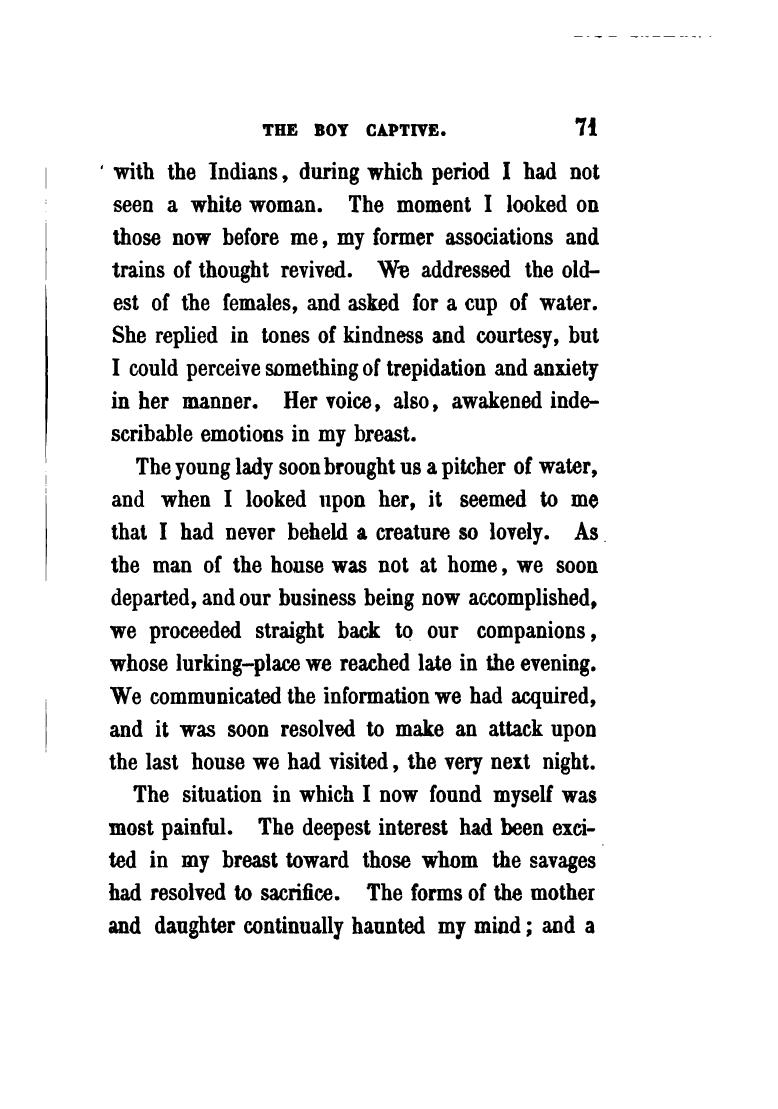 THE BOY CAPTIVE. 71
with the Indians, during which period I had not
seen a white woman. The moment I looked on
those now before me, my former associations and
trains of thought revived. We addressed the old-
est of the females, and asked for a cup of water.
She replied in tones of kindness and courtesy, but
I could perceive something of trepidation and anxiety
in her manner. Her voice, also, awakened inde-
scribable emotions in my breast.
The young lady soon brought us a pitcher of water,
and when I looked upon her, it seemed to me
that I had never beheld a creature so lovely. As
the man of the house was not at home, we soon
departed, and our business being now accomplished,
we proceeded straight back to our companions,
whose lurking-place we reached late in the evening.
We communicated the information we had acquired,
and it was soon resolved to make an attack upon
the last house we had visited, the very next night.
The situation in which I now found myself was
most painful. The deepest interest had been exci-
ted in my breast toward those whom the savages
had resolved to sacrifice. The forms of the mother
and daughter continually haunted my mind; and a